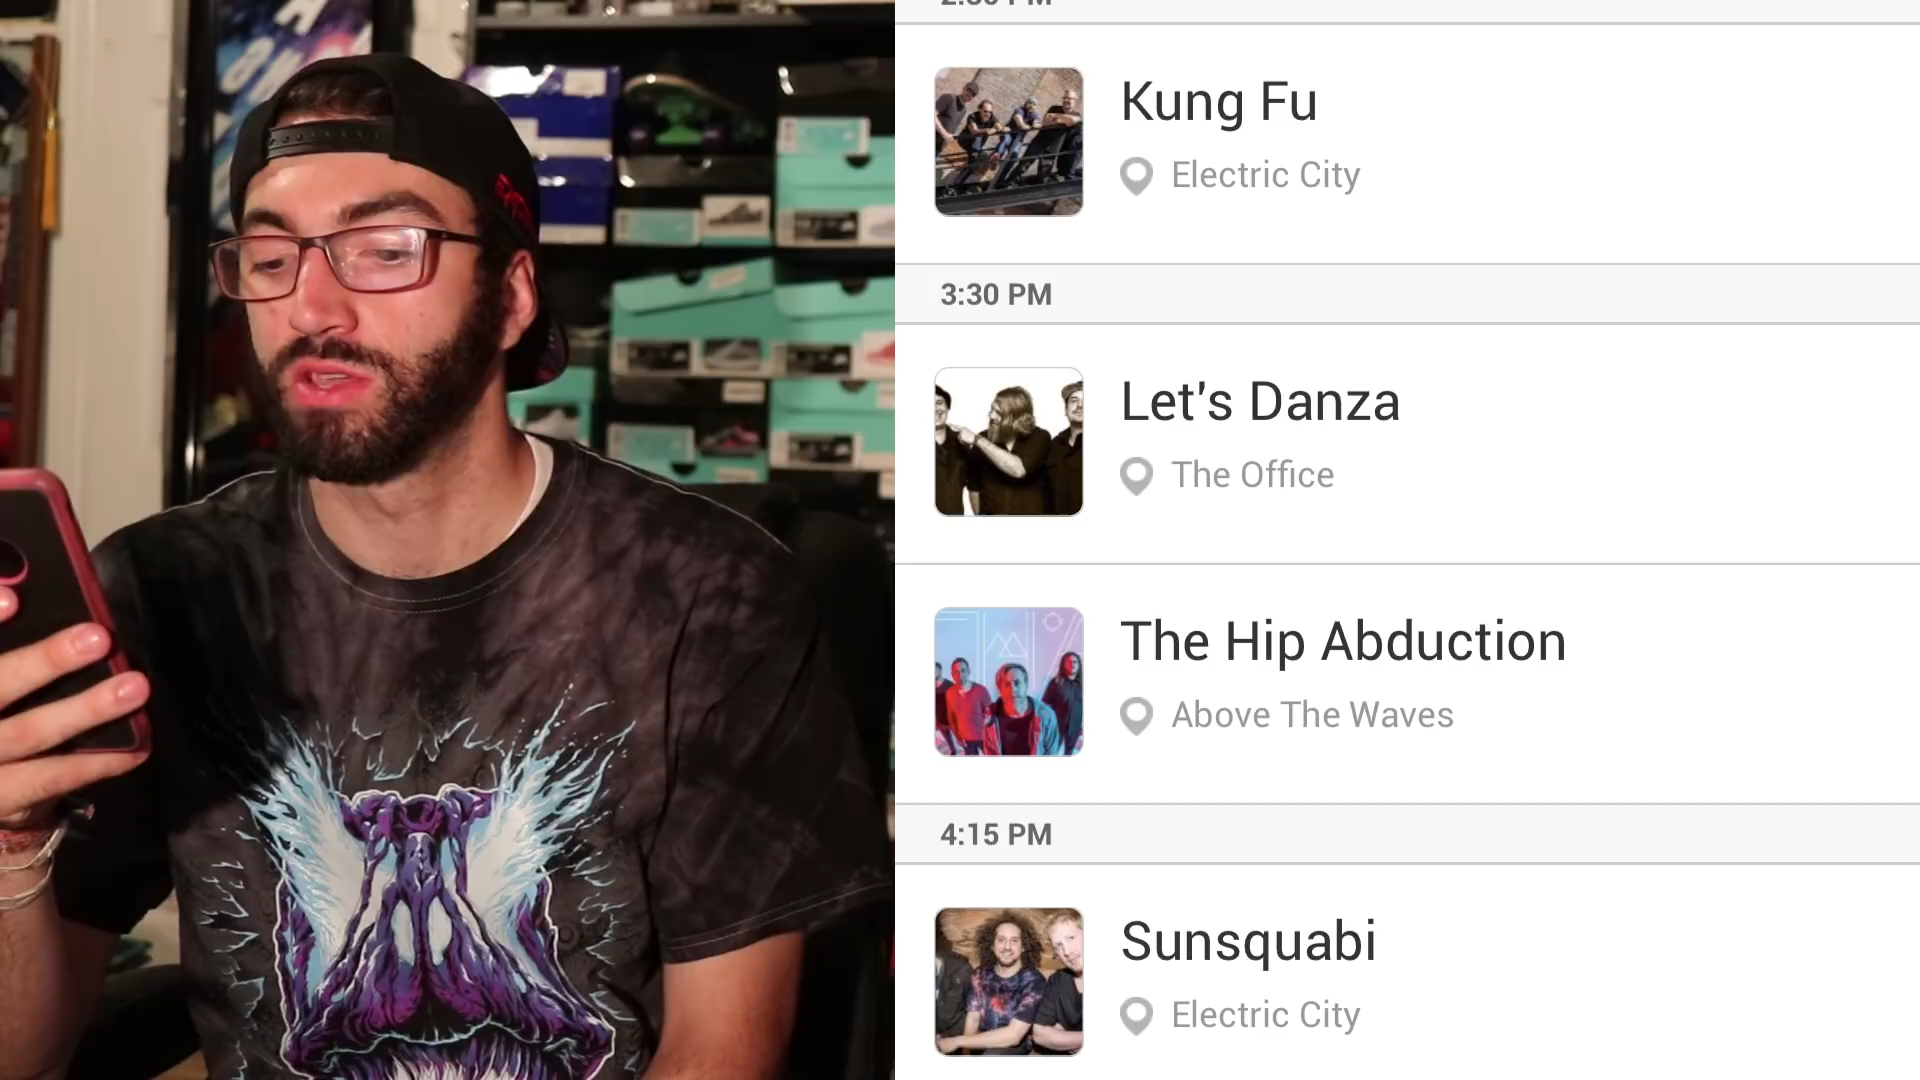 Kung Fu
Electric City
3:30 PM
Let's Danza
The Office
The Hip Abduction
Above The Waves
4:15 PM
Sunsquabi
Electric City